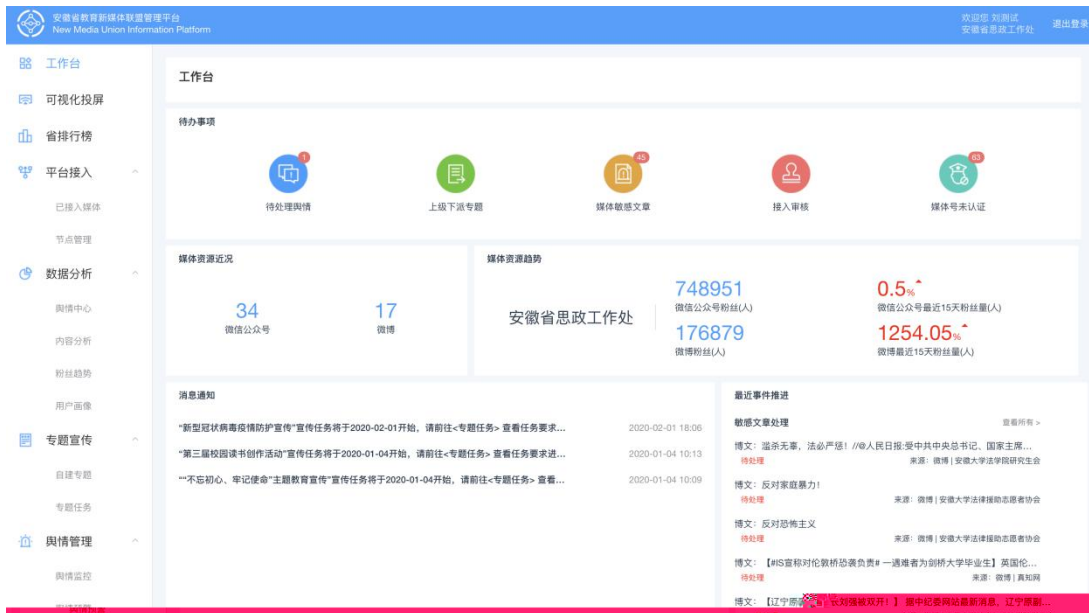 安徽省教育新媒体联盟管理平台
New Media Union Information Platform
欢迎您 刘测试
安徽省思政工作处
退出登录
工作台
可视化投屏
省排行榜
平台接入
已接入媒体
节点管理
数据分析
舆情中心
内容分析
粉丝趋势
用户画像
专题宣传
自建专题
专题任务
舆情管理
舆情监控
工作台
待办事项
1
45
63
待处理舆情
上级下派专题
媒体敏感文章
接入审核
媒体号未认证
媒体资源近况
34
微信公众号
17
微博
媒体资源趋势
安徽省思政工作处
748951
微信公众号粉丝(人)
0.5%
微信公众号最近15天粉丝量(人)
176879
微博粉丝(人)
1254.05%
微博最近15天粉丝量(人)
消息通知
“新型冠状病毒疫情防护宣传”宣传任务将于2020-02-01开始，请前往<专题任务> 查看任务要求...
2020-02-01 18:06
“第三届校园读书创作活动”宣传任务将于2020-01-04开始，请前往<专题任务> 查看任务要求进...
2020-01-04 10:13
““不忘初心、牢记使命”主题教育宣传”宣传任务将于2020-01-04开始，请前往<专题任务> 查看...
2020-01-04 10:09
最近事件推进
敏感文章处理
查看所有 >
博文：滥杀无辜，法必严惩！//@人民日报:受中共中央总书记、国家主席...
待处理
来源：微博 | 安徽大学法学院研究生会
博文：反对家庭暴力!
待处理
来源：微博 | 安徽大学法律援助志愿者协会
博文：反对恐怖主义
待处理
来源：微博 | 安徽大学法律援助志愿者协会
博文：【#IS宣称对伦敦桥恐袭负责# 一遇难者为剑桥大学毕业生】英国伦...
待处理
来源：微博 | 真知网
博文：【辽宁原副 长刘强被双开！】 据中纪委网站最新消息，辽宁原副...